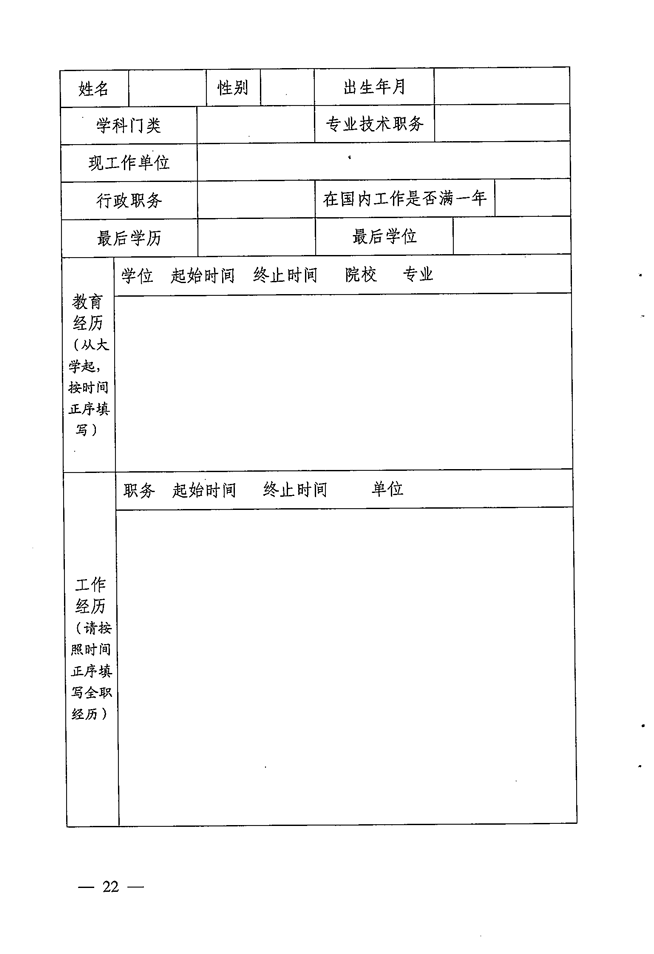 姓名 性别 出生年月
学科门类 专业技术职务
现工作单位
行政职务 在国内工作是否满一年
最后学历 最后学位
学位 起始时间 终止时间 院校 专业
教育
经历
（从大
学起，
按时间
正序填
写）
职务 起始时间 终止时间 单位
工作
经历
（请按
照时间
正序填
写全职
经历）
— 22 —